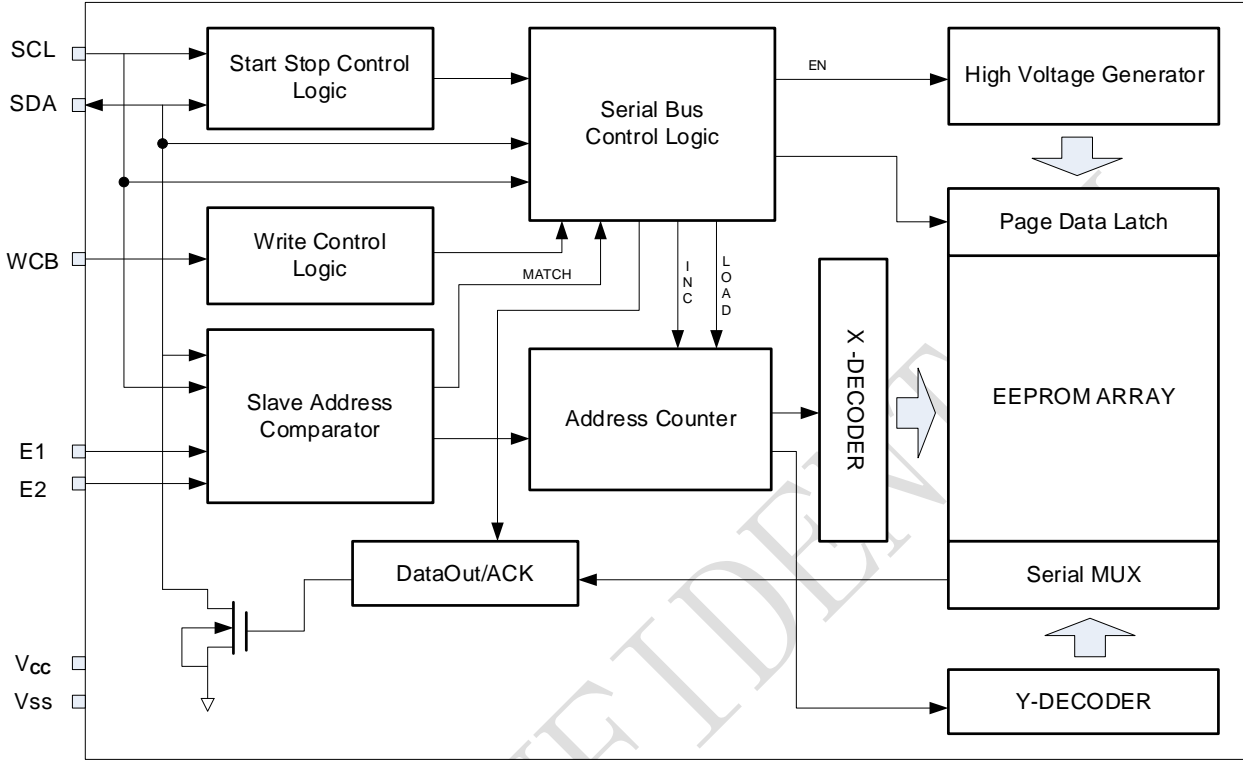 SCL
SDA
WCB
E1
E2
Vcc
Vss
Start Stop Control
Logic
Write Control
Logic
Slave Address
Comparator
MATCH
Serial Bus
Control Logic
EN
INC
LOAD
Address Counter
DataOut/ACK
X-DECODER
High Voltage Generator
Page Data Latch
EEPROM ARRAY
Serial MUX
Y-DECODER